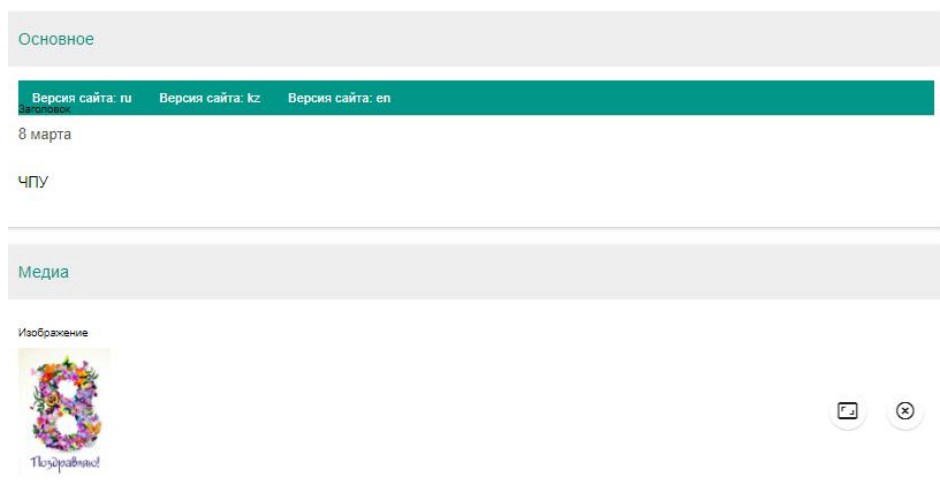 Основное
Версия сайта: ru Версия сайта: kz Версия сайта: en
Заголовок
8 марта
ЧПУ
Медиа
Изображение
8
Поздравляю!